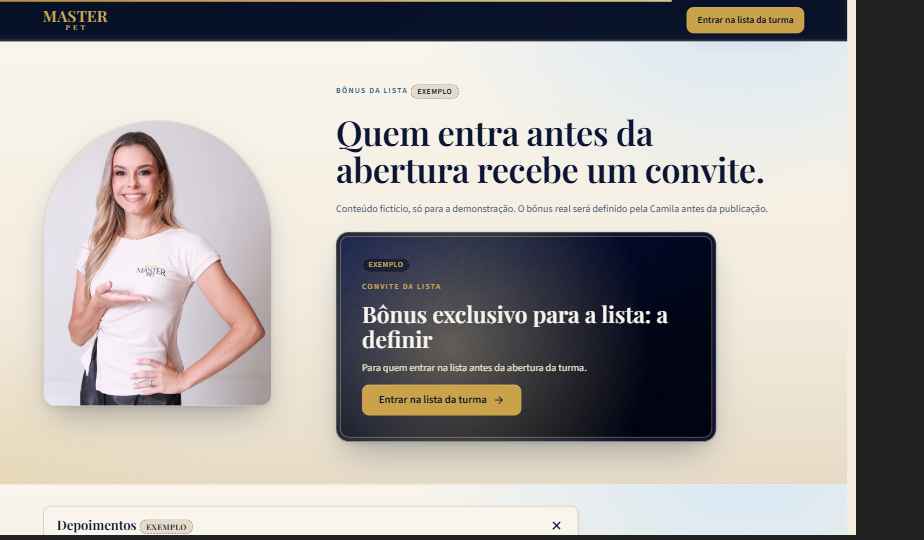 MASTER
PET
Entrar na lista da turma
BÔNUS DA LISTA EXEMPLO
Quem entra antes da
abertura recebe um convite.
Conteúdo fictício, só para a demonstração. O bônus real será definido pela Camila antes da publicação.
MASTER
PET
EXEMPLO
CONVITE DA LISTA
Bônus exclusivo para a lista: a
definir
Para quem entrar na lista antes da abertura da turma.
Entrar na lista da turma →
Depoimentos EXEMPLO ✕